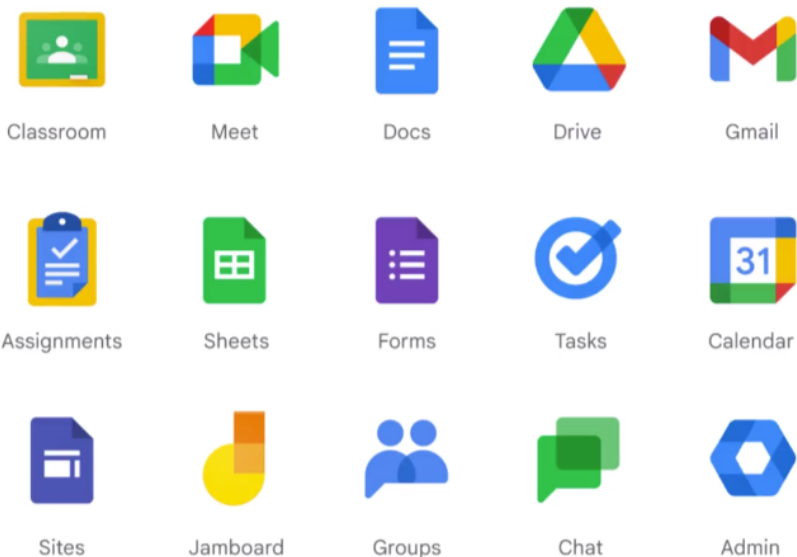 Classroom Meet Docs Drive Gmail
31
Assignments Sheets Forms Tasks Calendar
Sites Jamboard Groups Chat Admin